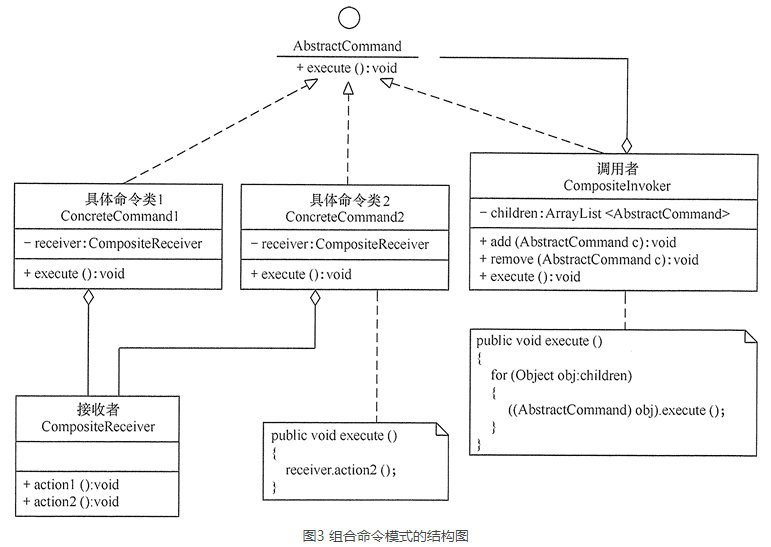 AbstractCommand
+ execute ( ) : void
具体命令类1
ConcreteCommand1
- receiver : CompositeReceiver
+ execute ( ) : void
具体命令类2
ConcreteCommand2
- receiver : CompositeReceiver
+ execute ( ) : void
调用者
CompositeInvoker
- children : ArrayList <AbstractCommand>
+ add (AbstractCommand c) : void
+ remove (AbstractCommand c) : void
+ execute ( ) : void
接收者
CompositeReceiver
+ action1 ( ) :void
+ action2 ( ) :void
public void execute ( )
{
receiver.action2 ( );
}
public void execute ( )
{
for (Object obj:children)
{
((AbstractCommand) obj).execute ( );
}
}
图3 组合命令模式的结构图